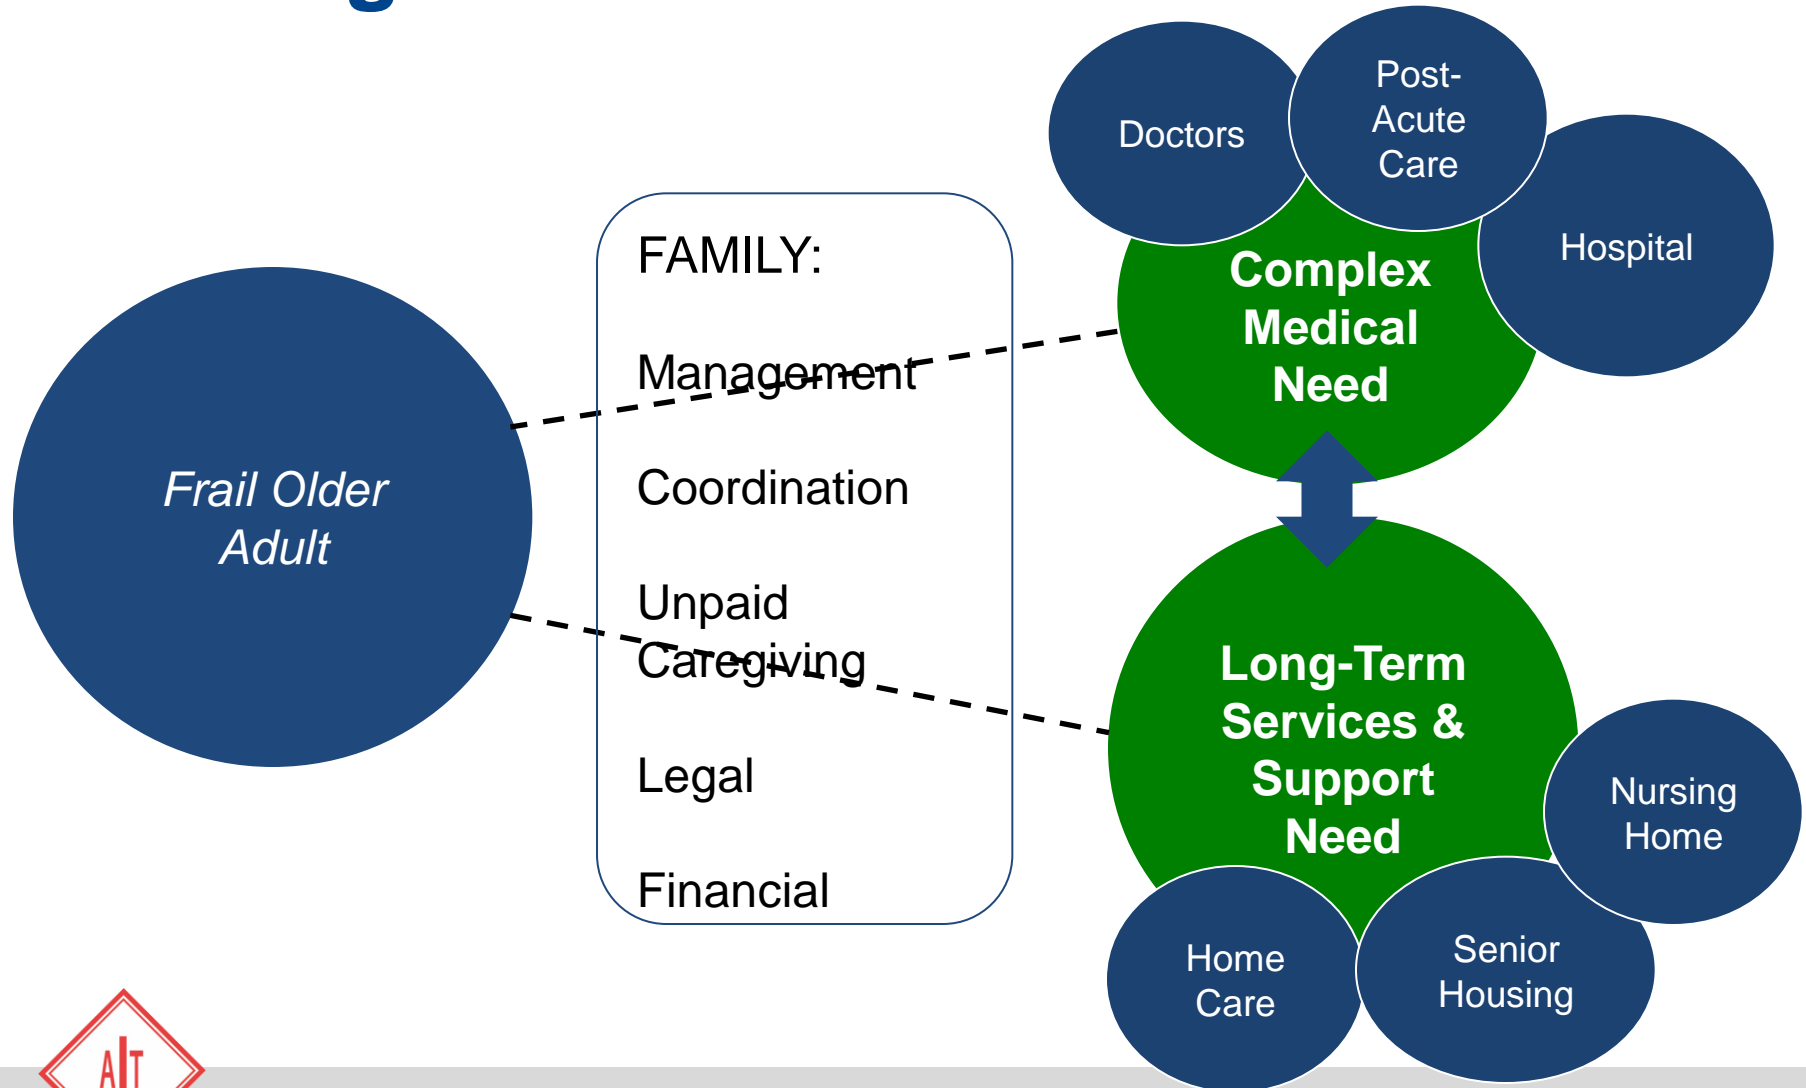 Frail Older
Adult
FAMILY:
Management
Coordination
Unpaid
Caregiving
Legal
Financial
Doctors
Post-
Acute
Care
Hospital
Complex
Medical
Need
Long-Term
Services &
Support
Need
Nursing
Home
Senior
Housing
Home
Care
AIT